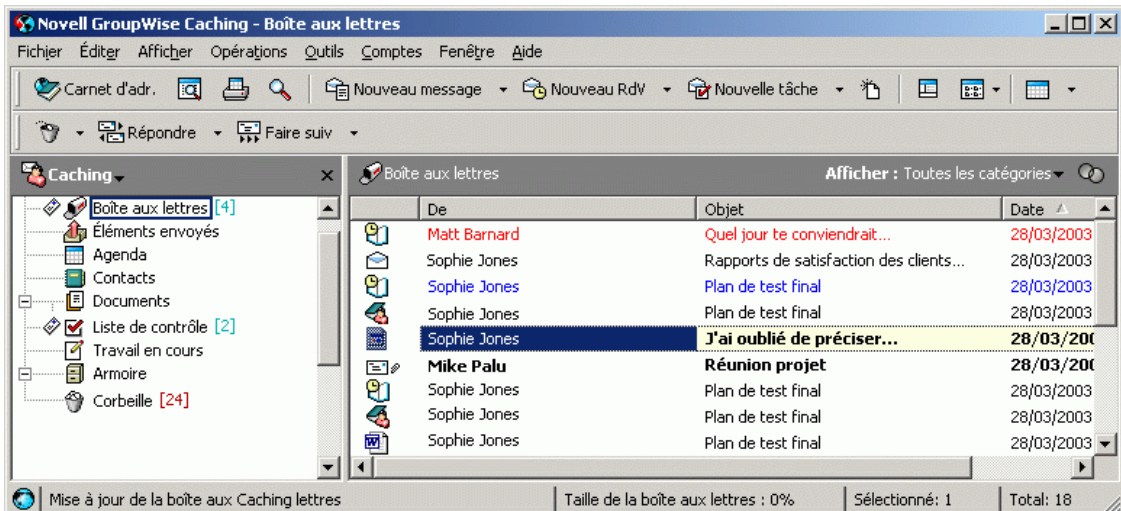 Novell GroupWise Caching - Boîte aux lettres
Fichier Éditer Afficher Opérations Outils Comptes Fenêtre Aide
Carnet d'adr. Nouveau message Nouveau RdV Nouvelle tâche
Répondre Faire suiv
Caching
Boîte aux lettres Afficher : Toutes les catégories
Boîte aux lettres [4]
Éléments envoyés
Agenda
Contacts
Documents
Liste de contrôle [2]
Travail en cours
Armoire
Corbeille [24]
De Objet Date
Matt Barnard Quel jour te conviendrait... 28/03/2003
Sophie Jones Rapports de satisfaction des clients... 28/03/2003
Sophie Jones Plan de test final 28/03/2003
Sophie Jones Plan de test final 28/03/2003
Sophie Jones J'ai oublié de préciser... 28/03/200
Mike Palu Réunion projet 28/03/200
Sophie Jones Plan de test final 28/03/2003
Sophie Jones Plan de test final 28/03/2003
Sophie Jones Plan de test final 28/03/2003
Mise à jour de la boîte aux Caching lettres Taille de la boîte aux lettres : 0% Sélectionné: 1 Total: 18